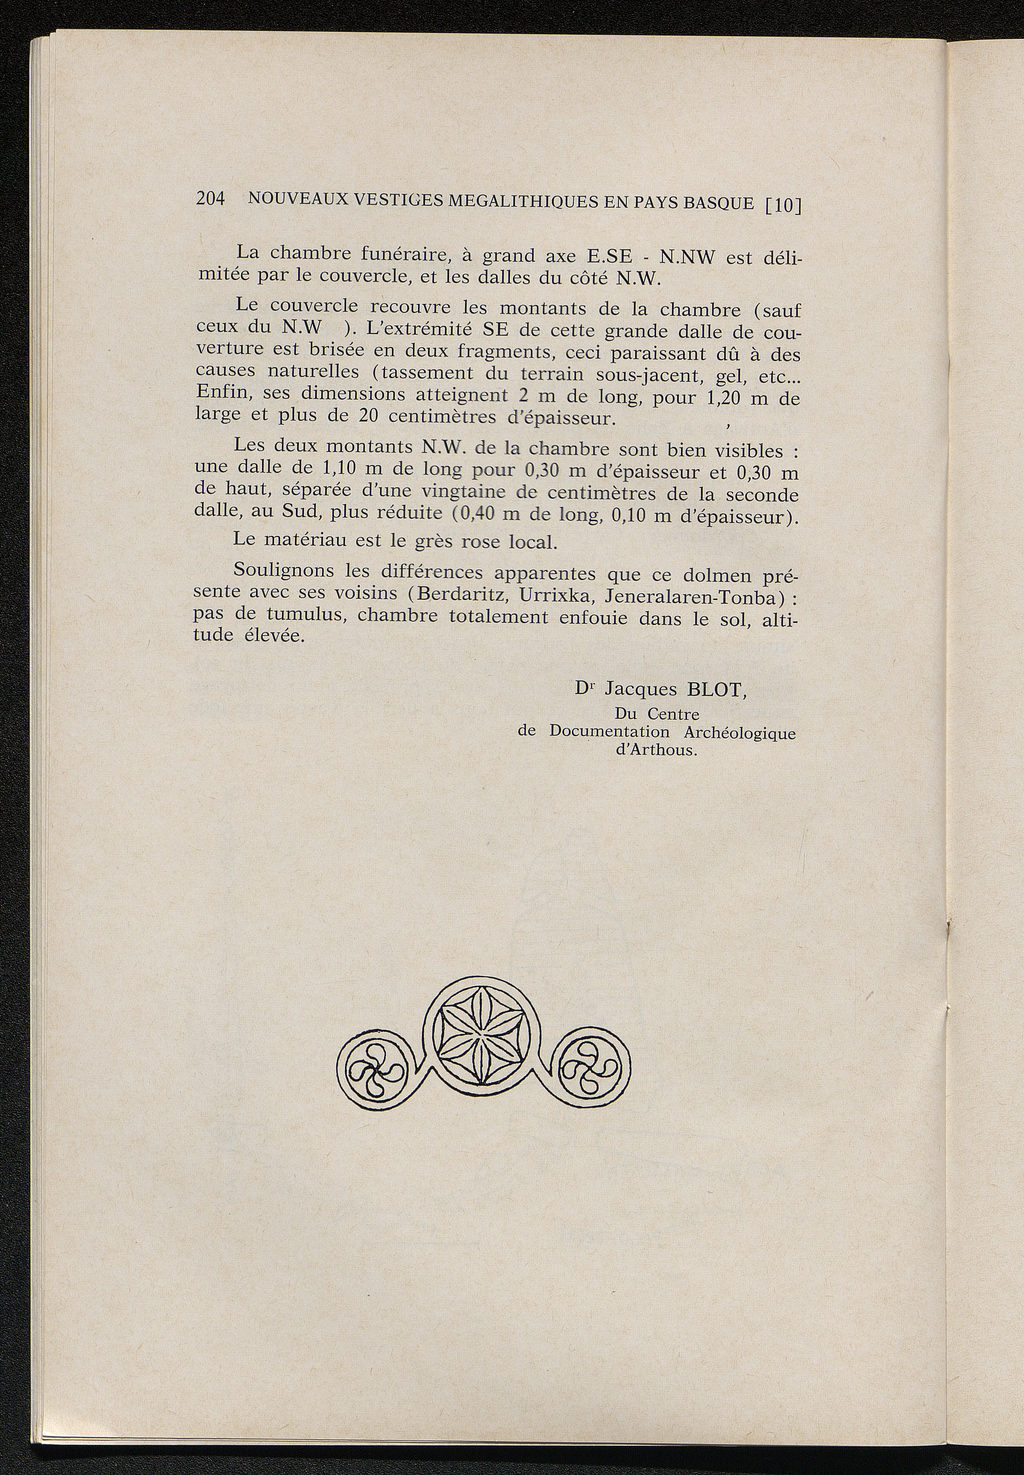 204 NOUVEAUX VESTIGES MEGALITHIQUES EN PAYS BASQUE [10]
La chambre funéraire, à grand axe E.SE - N.NW est déli-
mitée par le couvercle, et les dalles du côté N.W.
Le couvercle recouvre les montants de la chambre (sauf
ceux du N.W ). L'extrémité SE de cette grande dalle de cou-
verture est brisée en deux fragments, ceci paraissant dû à des
causes naturelles (tassement du terrain sous-jacent, gel, etc...
Enfin, ses dimensions atteignent 2 m de long, pour 1,20 m de
large et plus de 20 centimètres d'épaisseur.
Les deux montants N.W. de la chambre sont bien visibles :
une dalle de 1,10 m de long pour 0,30 m d'épaisseur et 0,30 m
de haut, séparée d'une vingtaine de centimètres de la seconde
dalle, au Sud, plus réduite (0,40 m de long, 0,10 m d'épaisseur).
Le matériau est le grès rose local.
Soulignons les différences apparentes que ce dolmen pré-
sente avec ses voisins (Berdaritz, Urrixka, Jeneralaren-Tonba) :
pas de tumulus, chambre totalement enfouie dans le sol, alti-
tude élevée.
Dr Jacques BLOT,
Du Centre
de Documentation Archéologique
d'Arthous.